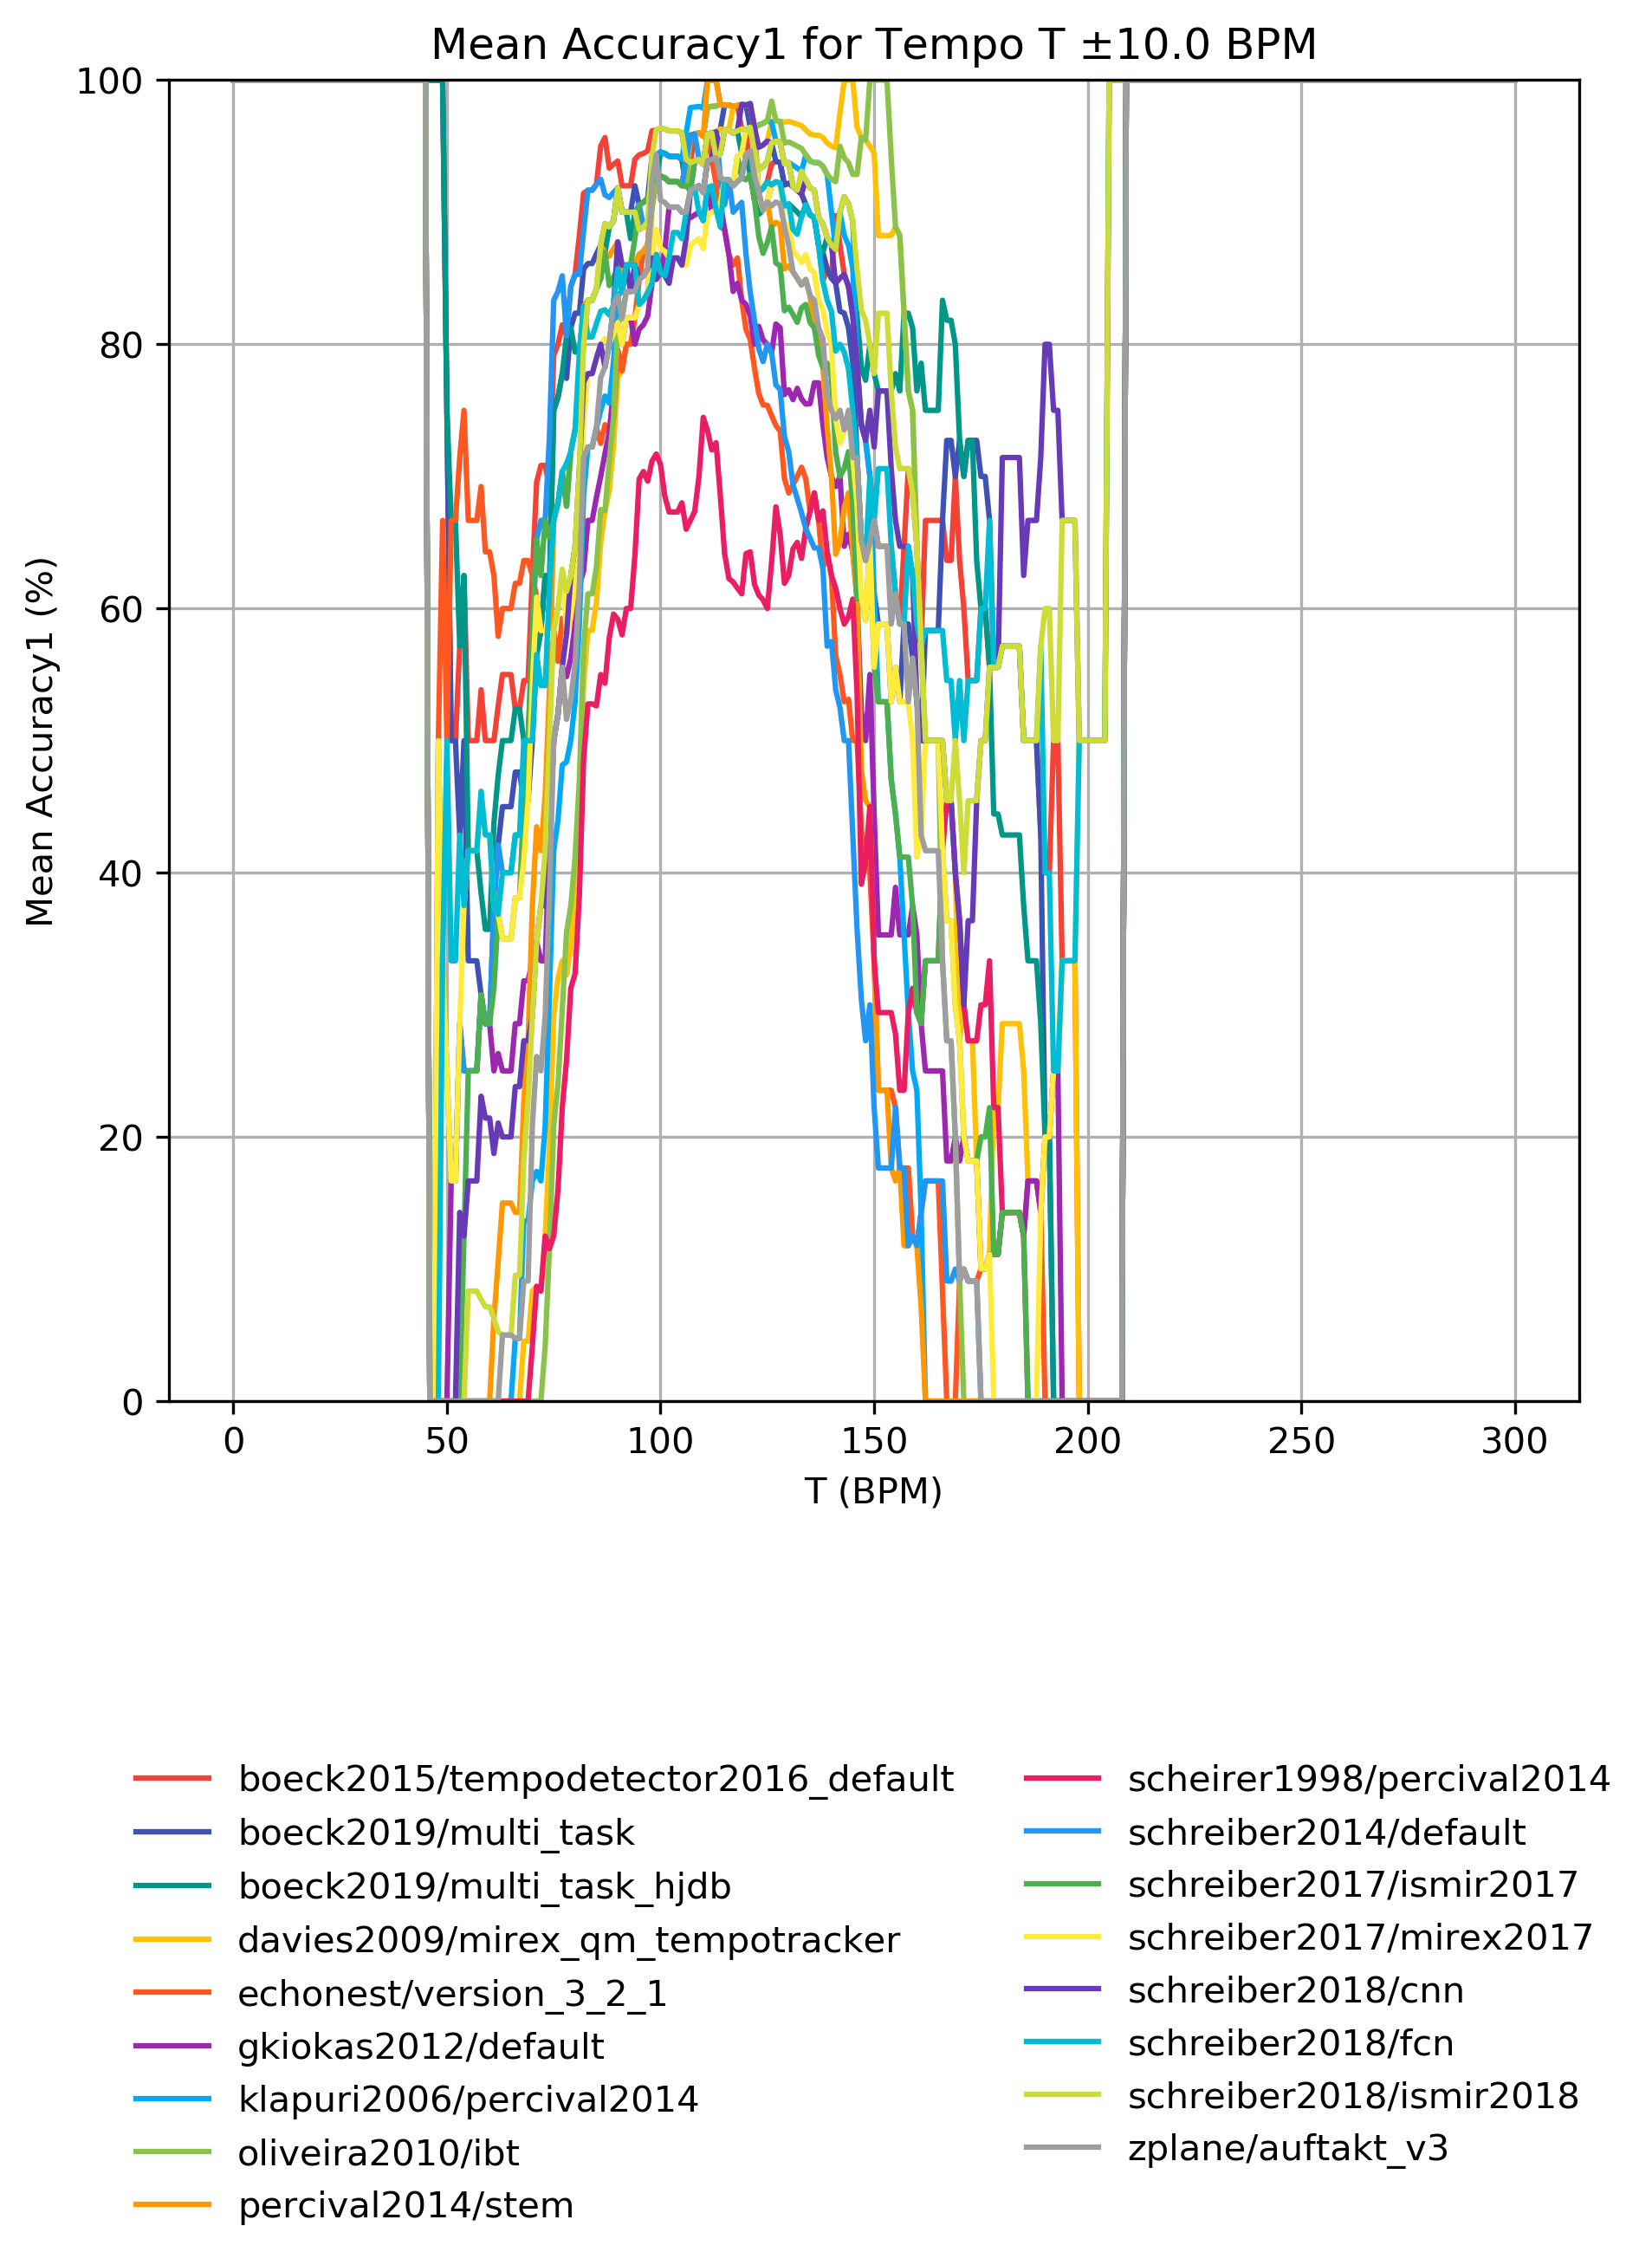 Mean Accuracy1 for Tempo T ±10.0 BPM
Mean Accuracy1 (%)
100
80
60
40
20
0
0 50 100 150 200 250 300
T (BPM)
boeck2015/tempodetector2016_default
boeck2019/multi_task
boeck2019/multi_task_hjdb
davies2009/mirex_qm_tempotracker
echonest/version_3_2_1
gkiokas2012/default
klapuri2006/percival2014
oliveira2010/ibt
percival2014/stem
scheirer1998/percival2014
schreiber2014/default
schreiber2017/ismir2017
schreiber2017/mirex2017
schreiber2018/cnn
schreiber2018/fcn
schreiber2018/ismir2018
zplane/auftakt_v3